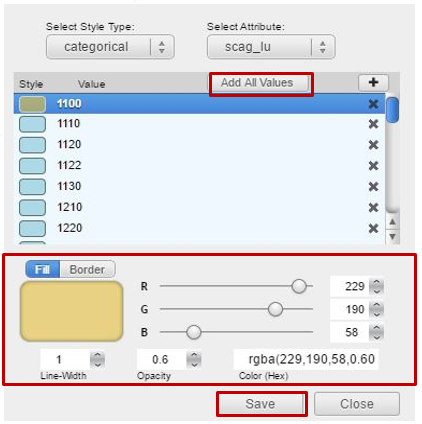 Select Style Type: Select Attribute:
categorical scag_lu
Style Value Add All Values +
1100
1110
1120
1122
1130
1210
1220
Fill Border
R 229
G 190
B 58
1 0.6 rgba(229,190,58,0.60
Line-Width Opacity Color (Hex)
Save Close